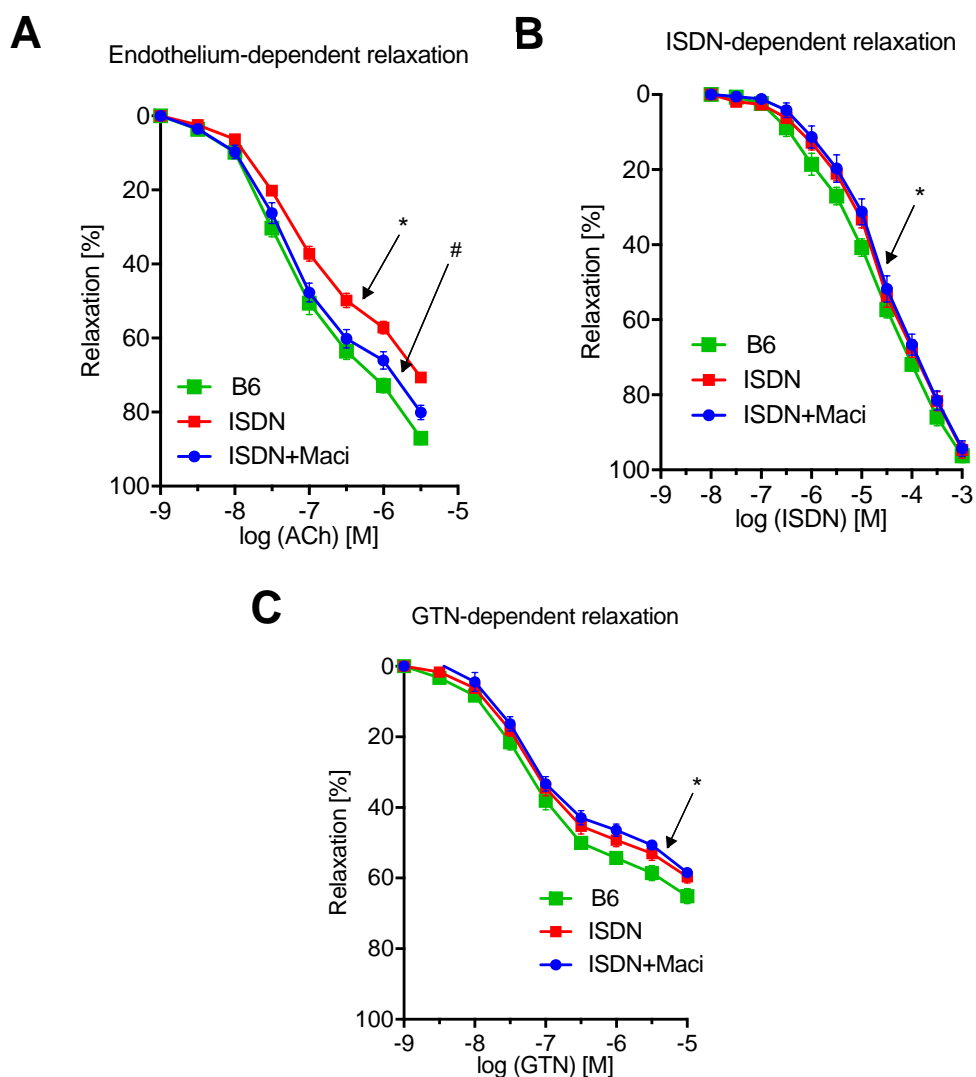 A
Endothelium-dependent relaxation
Relaxation [%]
0
20
40
60
80
100
*
#
B6
ISDN
ISDN+Maci
-9 -8 -7 -6 -5
log (ACh) [M]
B
ISDN-dependent relaxation
Relaxation [%]
0
20
40
60
80
100
*
B6
ISDN
ISDN+Maci
-9 -8 -7 -6 -5 -4 -3
log (ISDN) [M]
C
GTN-dependent relaxation
Relaxation [%]
0
20
40
60
80
100
*
B6
ISDN
ISDN+Maci
-9 -8 -7 -6 -5
log (GTN) [M]